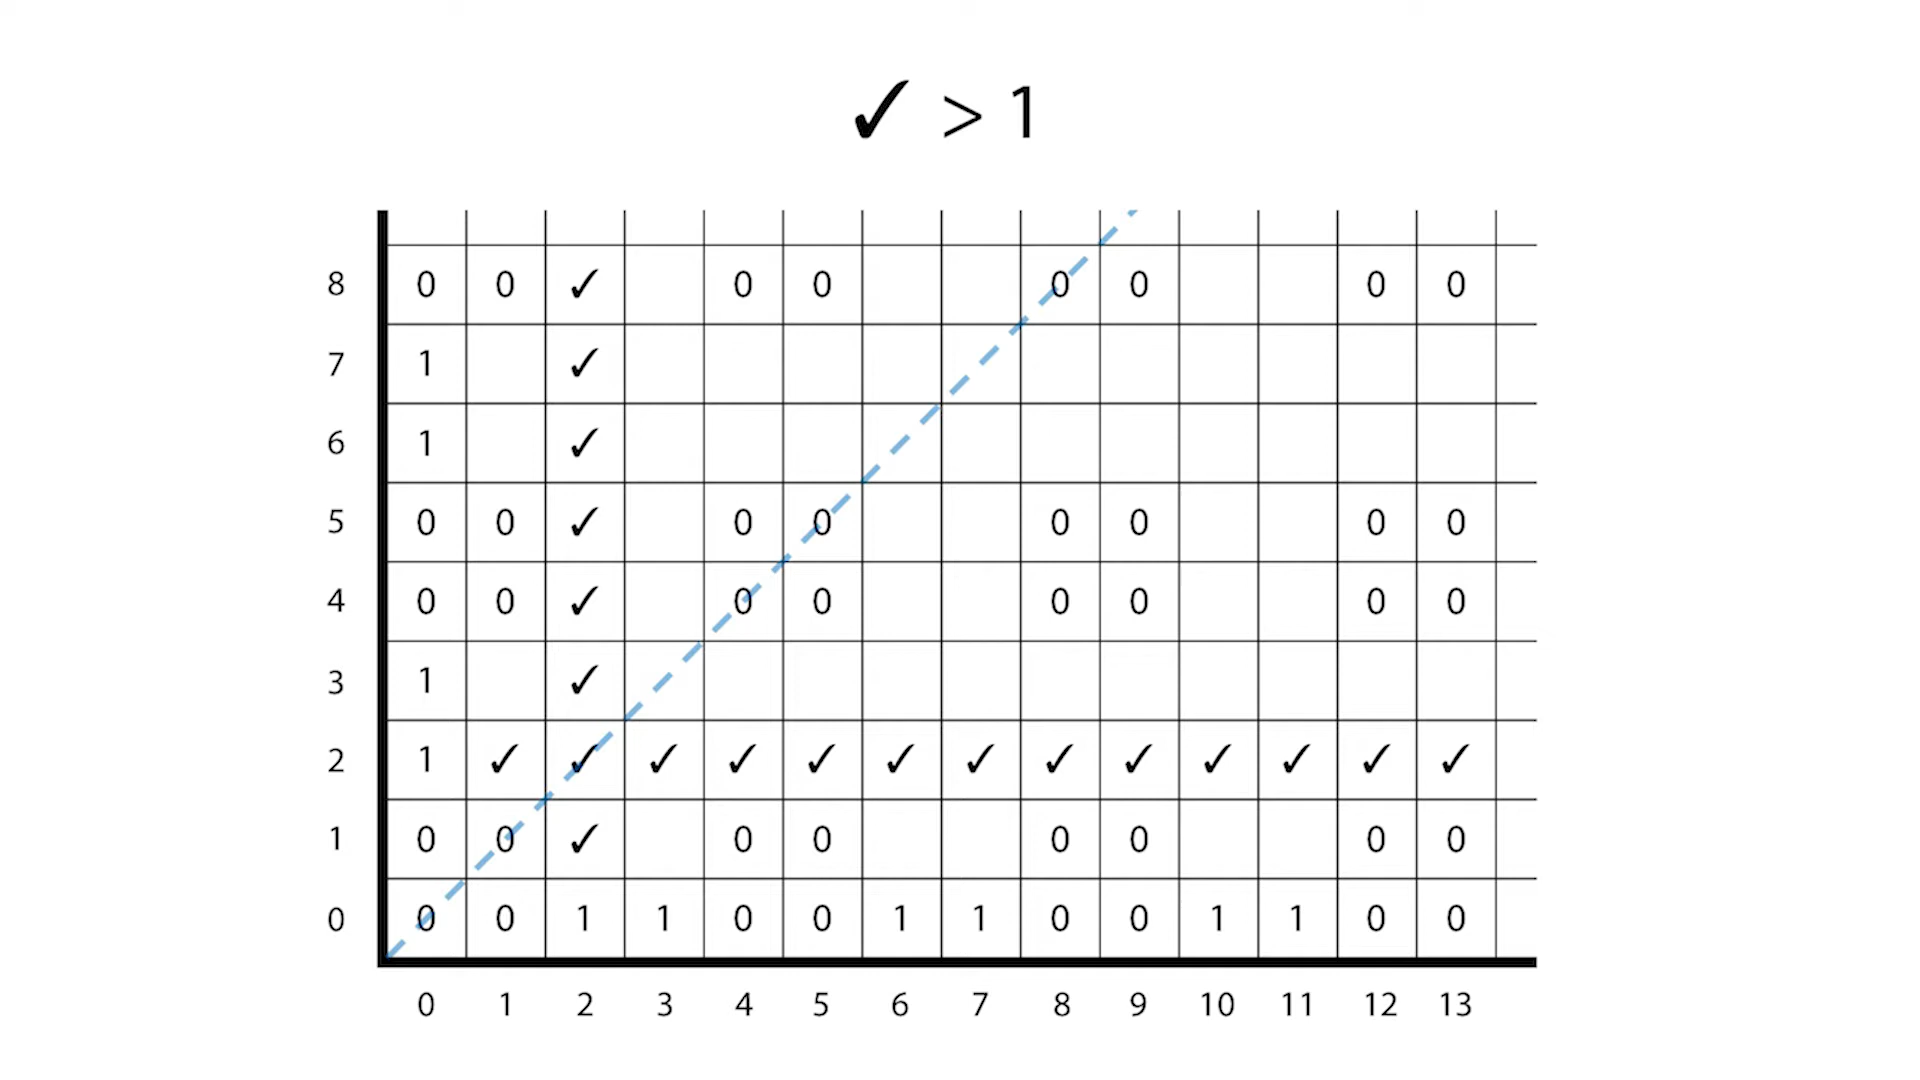 ✓ > 1
8 0 0 ✓ 0 0 0 0 0 0
7 1 ✓
6 1 ✓
5 0 0 ✓ 0 0 0 0 0 0
4 0 0 ✓ 0 0 0 0 0 0
3 1 ✓
2 1 ✓ ✓ ✓ ✓ ✓ ✓ ✓ ✓ ✓ ✓ ✓ ✓ ✓
1 0 0 ✓ 0 0 0 0 0 0
0 0 0 1 1 0 0 1 1 0 0 1 1 0 0
0 1 2 3 4 5 6 7 8 9 10 11 12 13